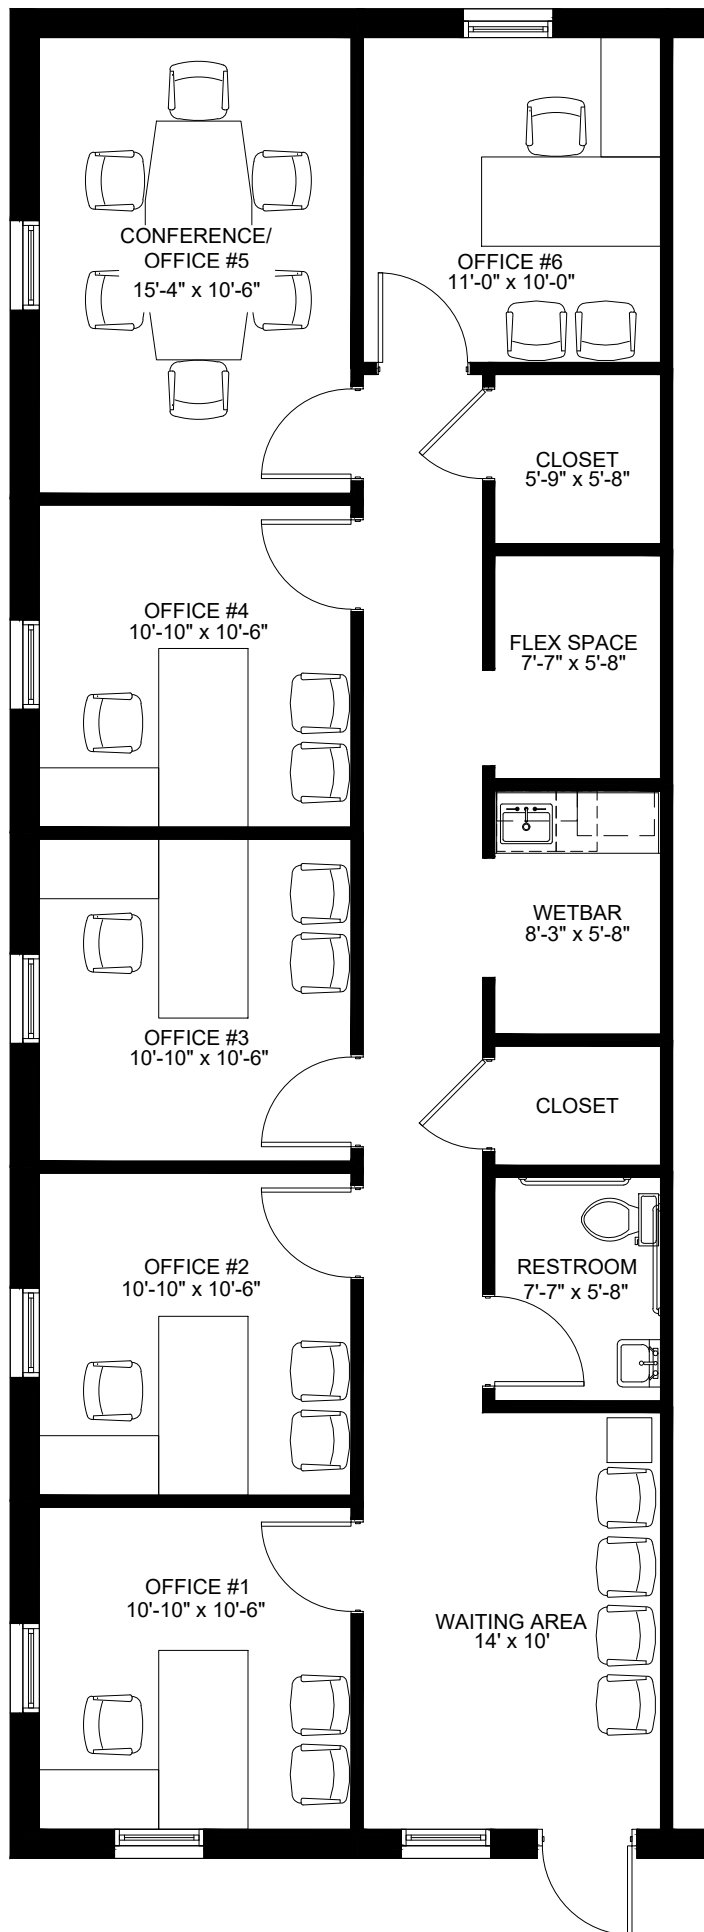 CONFERENCE/
OFFICE #5
15'-4" x 10'-6"
OFFICE #6
11'-0" x 10'-0"
CLOSET
5'-9" x 5'-8"
OFFICE #4
10'-10" x 10'-6"
FLEX SPACE
7'-7" x 5'-8"
WETBAR
8'-3" x 5'-8"
OFFICE #3
10'-10" x 10'-6"
CLOSET
OFFICE #2
10'-10" x 10'-6"
RESTROOM
7'-7" x 5'-8"
OFFICE #1
10'-10" x 10'-6"
WAITING AREA
14' x 10'